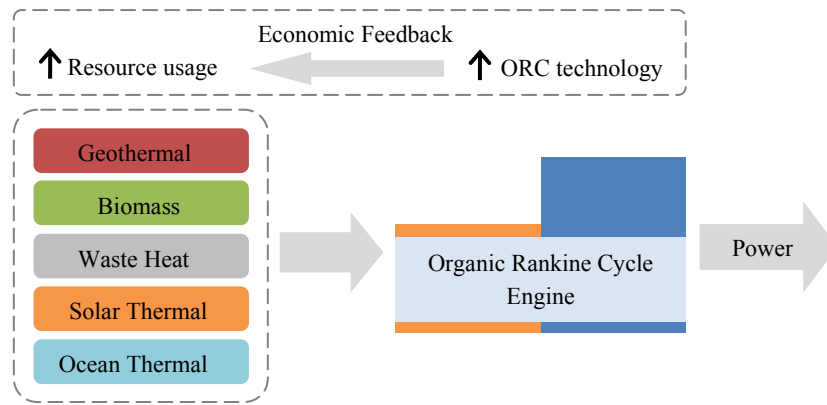 Economic Feedback
Resource usage
ORC technology
Geothermal
Biomass
Waste Heat
Solar Thermal
Ocean Thermal
Organic Rankine Cycle
Engine
Power